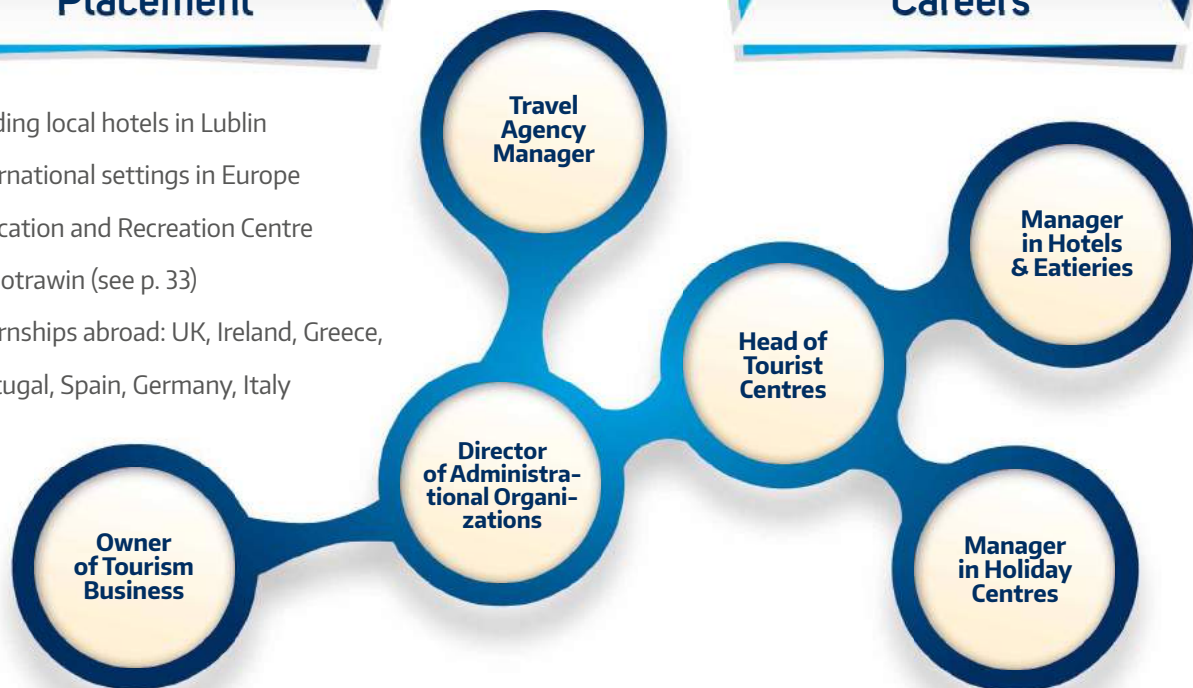 Placement
Careers
ding local hotels in Lublin
rnational settings in Europe
cation and Recreation Centre
otrawin (see p. 33)
rnships abroad: UK, Ireland, Greece,
tugal, Spain, Germany, Italy
Travel
Agency
Manager
Manager
in Hotels
& Eatieries
Head of
Tourist
Centres
Director
of Administra-
tional Organi-
zations
Owner
of Tourism
Business
Manager
in Holiday
Centres